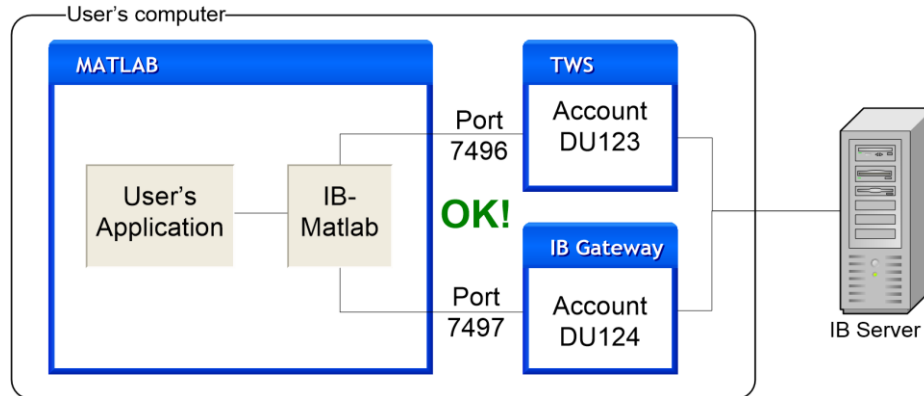 User's computer
MATLAB
TWS
Account
DU123
Port
7496
User's
Application
IB-
Matlab
OK!
IB Gateway
Account
DU124
Port
7497
IB Server